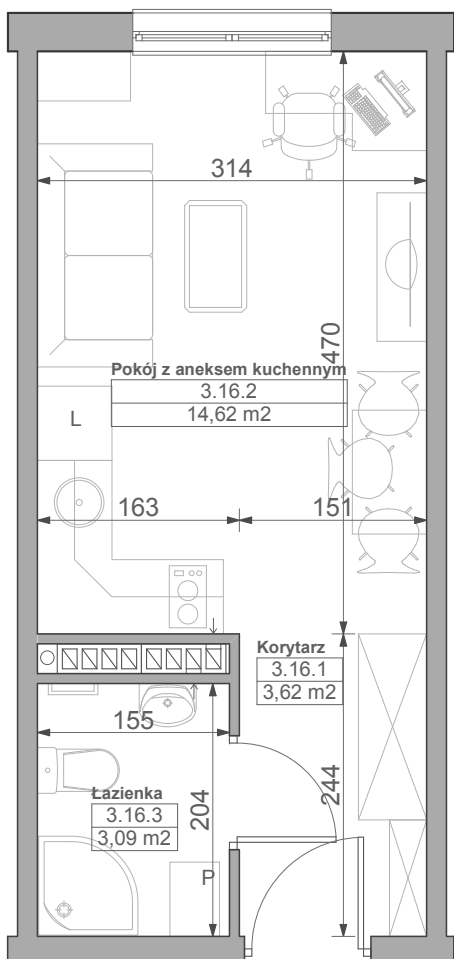 314
470
Pokój z aneksem kuchennym
3.16.2
14,62 m2
L
163
151
Korytarz
3.16.1
3,62 m2
155
204
244
Łazienka
3.16.3
3,09 m2
P